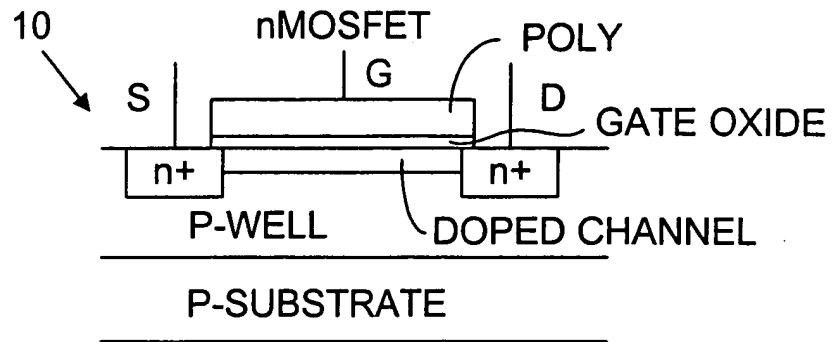 10
nMOSFET
POLY
S
G
D
GATE OXIDE
n+
n+
P-WELL
DOPED CHANNEL
P-SUBSTRATE